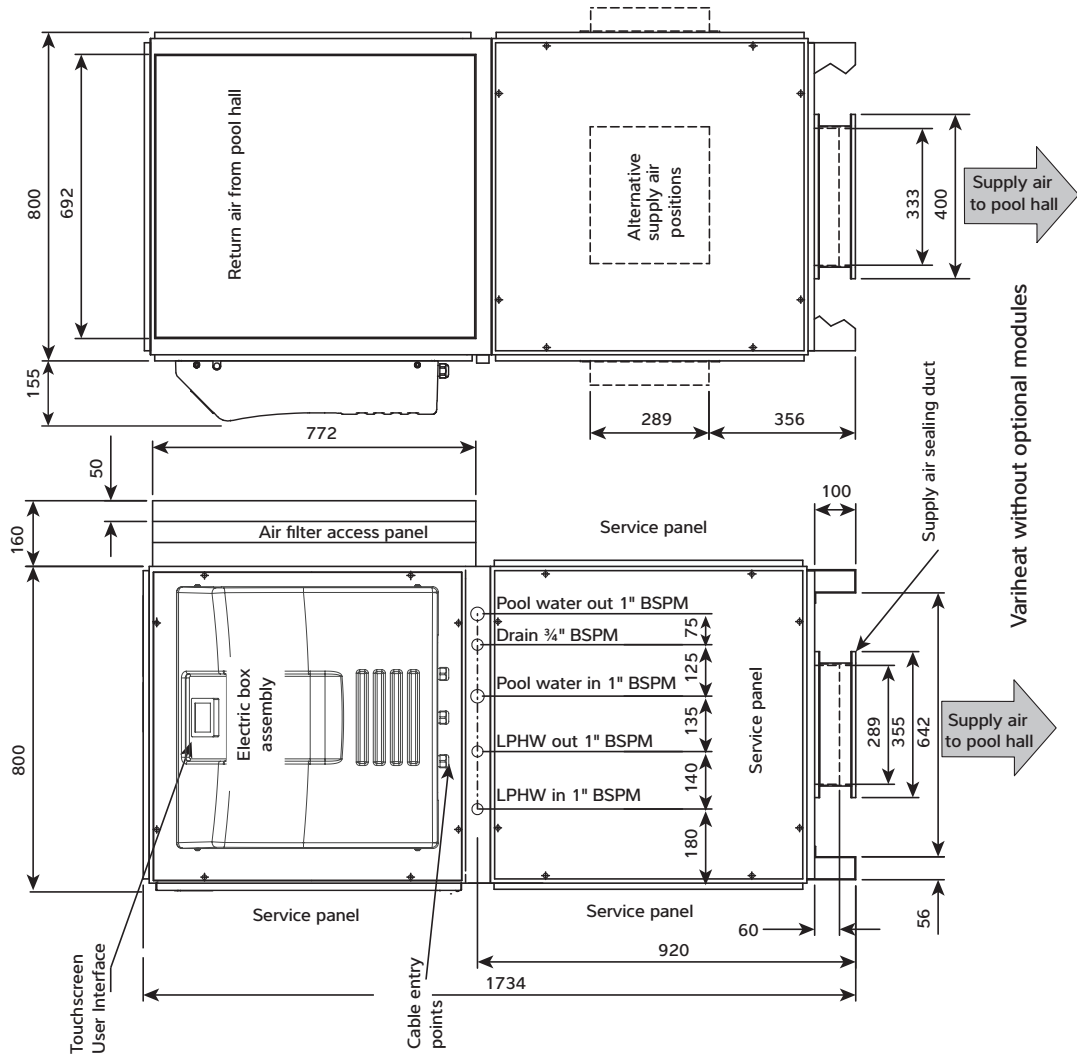 800
692
155
Return air from pool hall
Alternative
supply air
positions
333
400
Supply air
to pool hall
289
356
772
50
160
Air filter access panel
Service panel
100
Supply air sealing duct
Variheat without optional modules
800
Electric box
assembly
Pool water out 1" BSPM
Drain ¾" BSPM
Pool water in 1" BSPM
LPHW out 1" BSPM
LPHW in 1" BSPM
75
125
135
140
180
Service panel
289
355
642
Supply air
to pool hall
Service panel
Service panel
60
56
920
1734
Touchscreen
User Interface
Cable entry
points